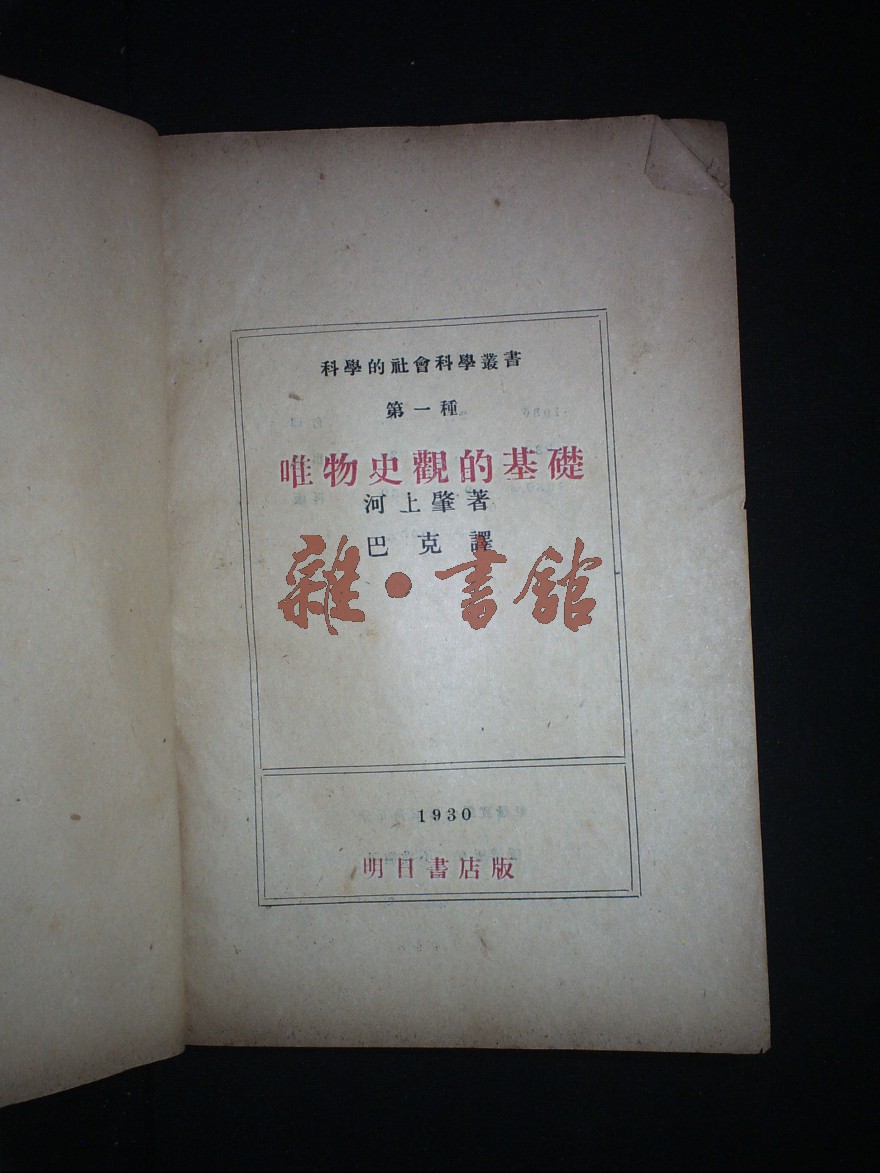 科學的社會科學叢書
第一種
唯物史觀的基礎
河上肇著
巴克譯
雜·書館
1930
明日書店版